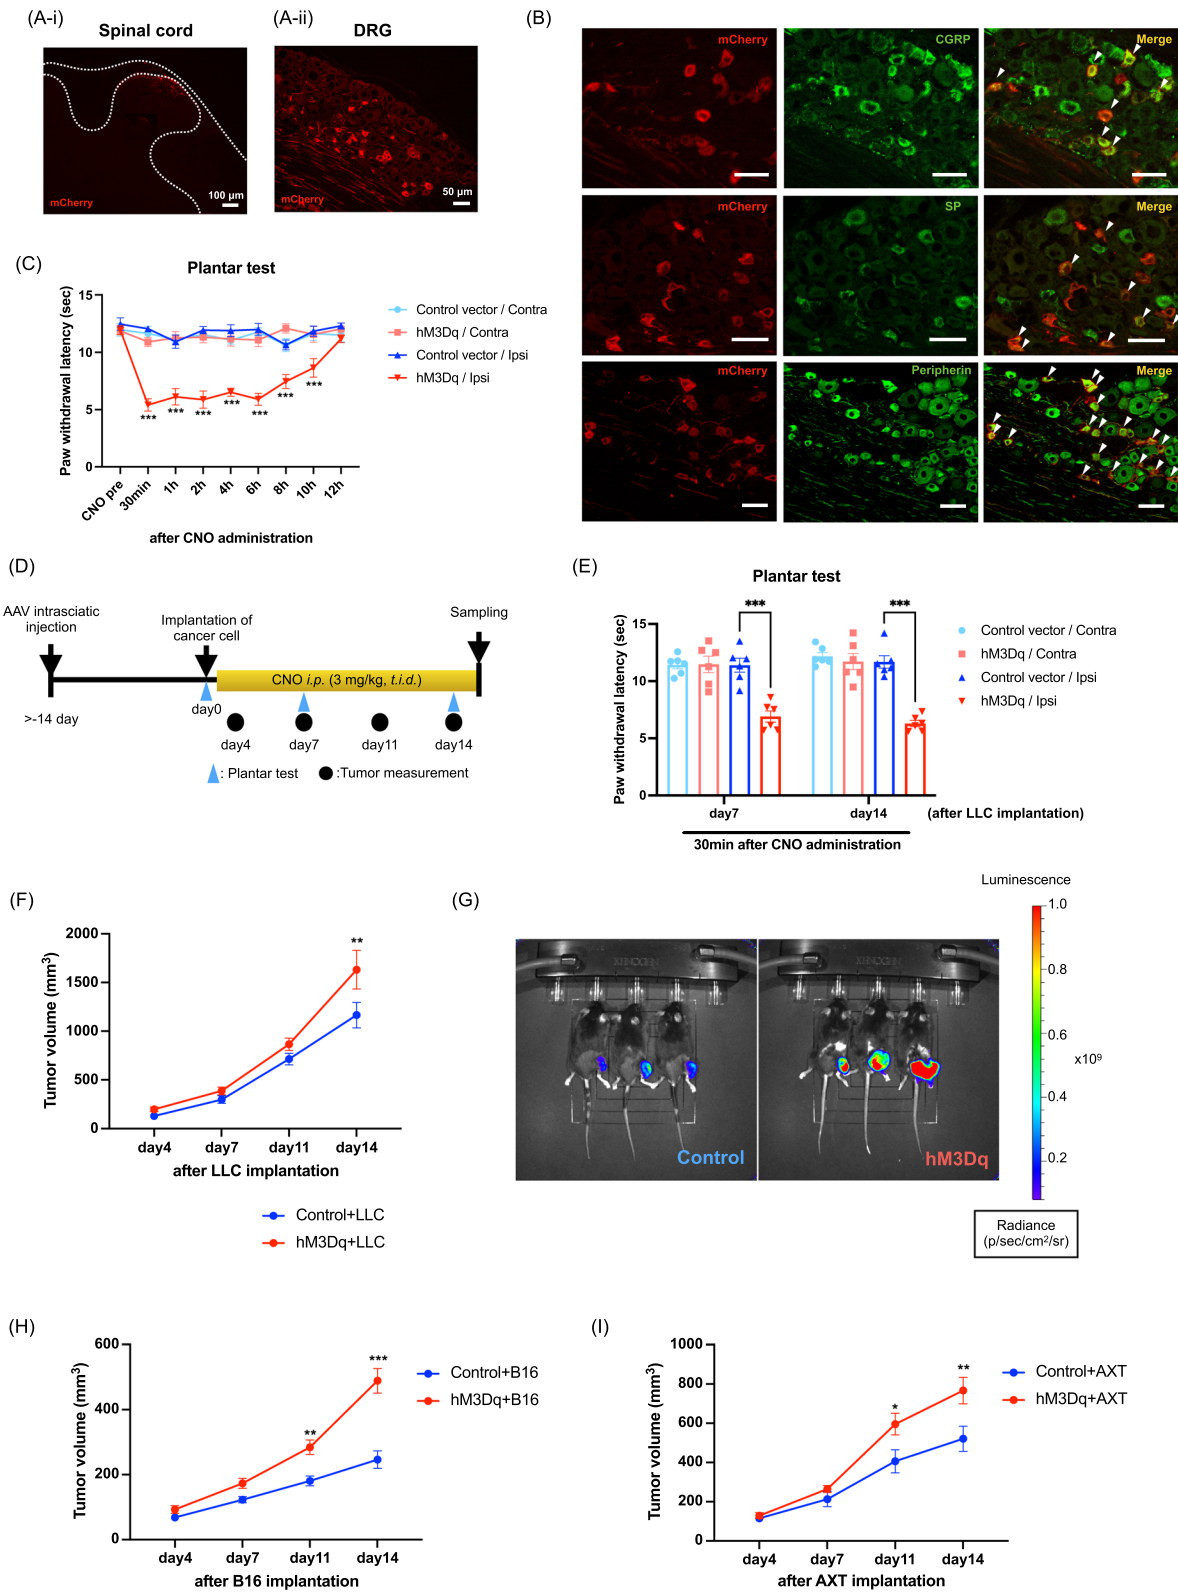 (A-i)
Spinal cord
100 µm
mCherry
(A-ii)
DRG
50 µm
mCherry
(B)
mCherry
CGRP
Merge
mCherry
SP
Merge
mCherry
Peripherin
Merge
(C)
Plantar test
Paw withdrawal latency (sec)
15
10
5
0
CNO pre
30min
1h
2h
4h
6h
8h
10h
12h
after CNO administration
***
***
***
***
***
***
***
Control vector / Contra
hM3Dq / Contra
Control vector / Ipsi
hM3Dq / Ipsi
(D)
AAV intrasciatic
injection
Implantation of
cancer cell
Sampling
CNO i.p. (3 mg/kg, t.i.d.)
>-14 day
day0
day4
day7
day11
day14
: Plantar test
:Tumor measurement
(E)
Plantar test
Paw withdrawal latency (sec)
15
10
5
0
***
***
day7
day14
(after LLC implantation)
30min after CNO administration
Control vector / Contra
hM3Dq / Contra
Control vector / Ipsi
hM3Dq / Ipsi
(F)
Tumor volume (mm³)
2000
1500
1000
500
0
**
day4
day7
day11
day14
after LLC implantation
Control+LLC
hM3Dq+LLC
(G)
XENOGEN
Control
XENOGEN
hM3Dq
Luminescence
1.0
0.8
0.6
x10⁹
0.4
0.2
Radiance
(p/sec/cm²/sr)
(H)
Tumor volume (mm³)
600
400
200
0
**
***
day4
day7
day11
day14
after B16 implantation
Control+B16
hM3Dq+B16
(I)
Tumor volume (mm³)
1000
800
600
400
200
0
*
**
day4
day7
day11
day14
after AXT implantation
Control+AXT
hM3Dq+AXT